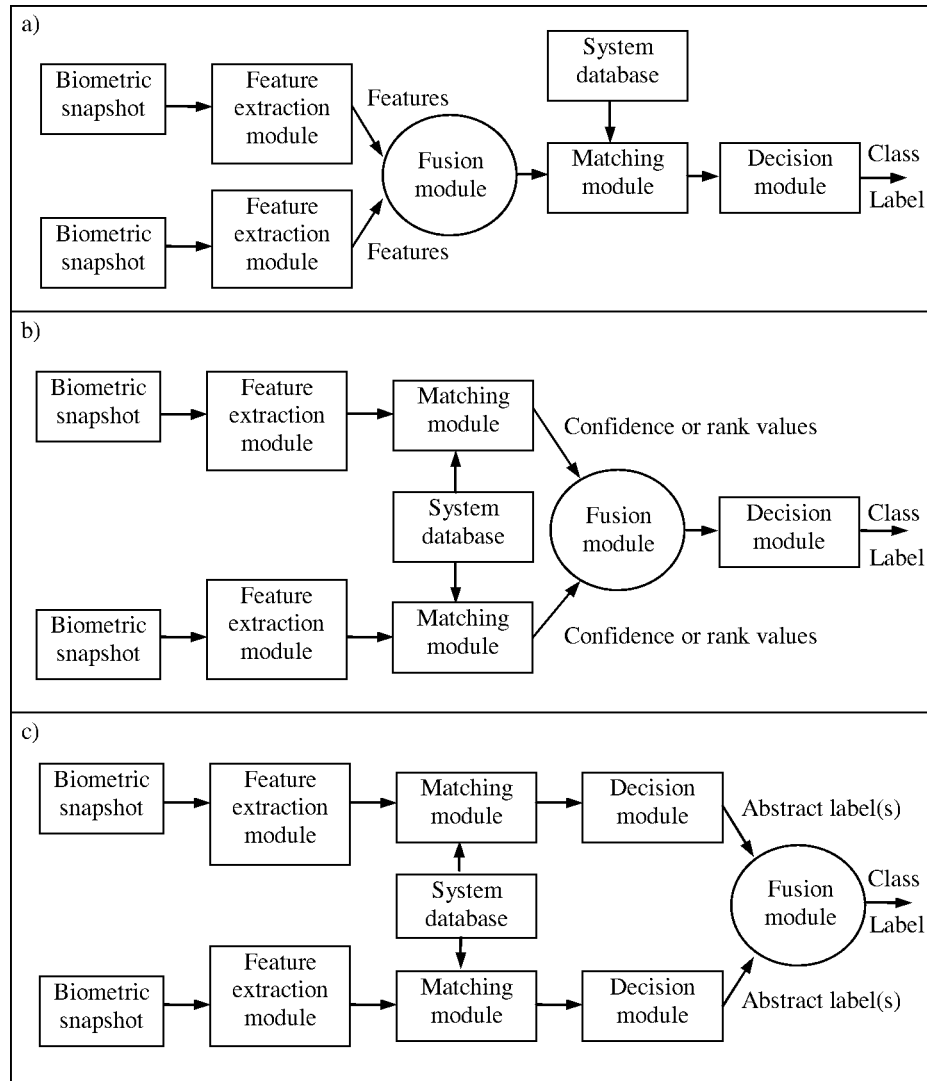 a)
Biometric
snapshot
Feature
extraction
module
Features
Fusion
module
System
database
Matching
module
Decision
module
Class
Label
Biometric
snapshot
Feature
extraction
module
Features
b)
Biometric
snapshot
Feature
extraction
module
Matching
module
Confidence or rank values
System
database
Fusion
module
Decision
module
Class
Label
Biometric
snapshot
Feature
extraction
module
Matching
module
Confidence or rank values
c)
Biometric
snapshot
Feature
extraction
module
Matching
module
Decision
module
Abstract label(s)
System
database
Fusion
module
Class
Label
Biometric
snapshot
Feature
extraction
module
Matching
module
Decision
module
Abstract label(s)